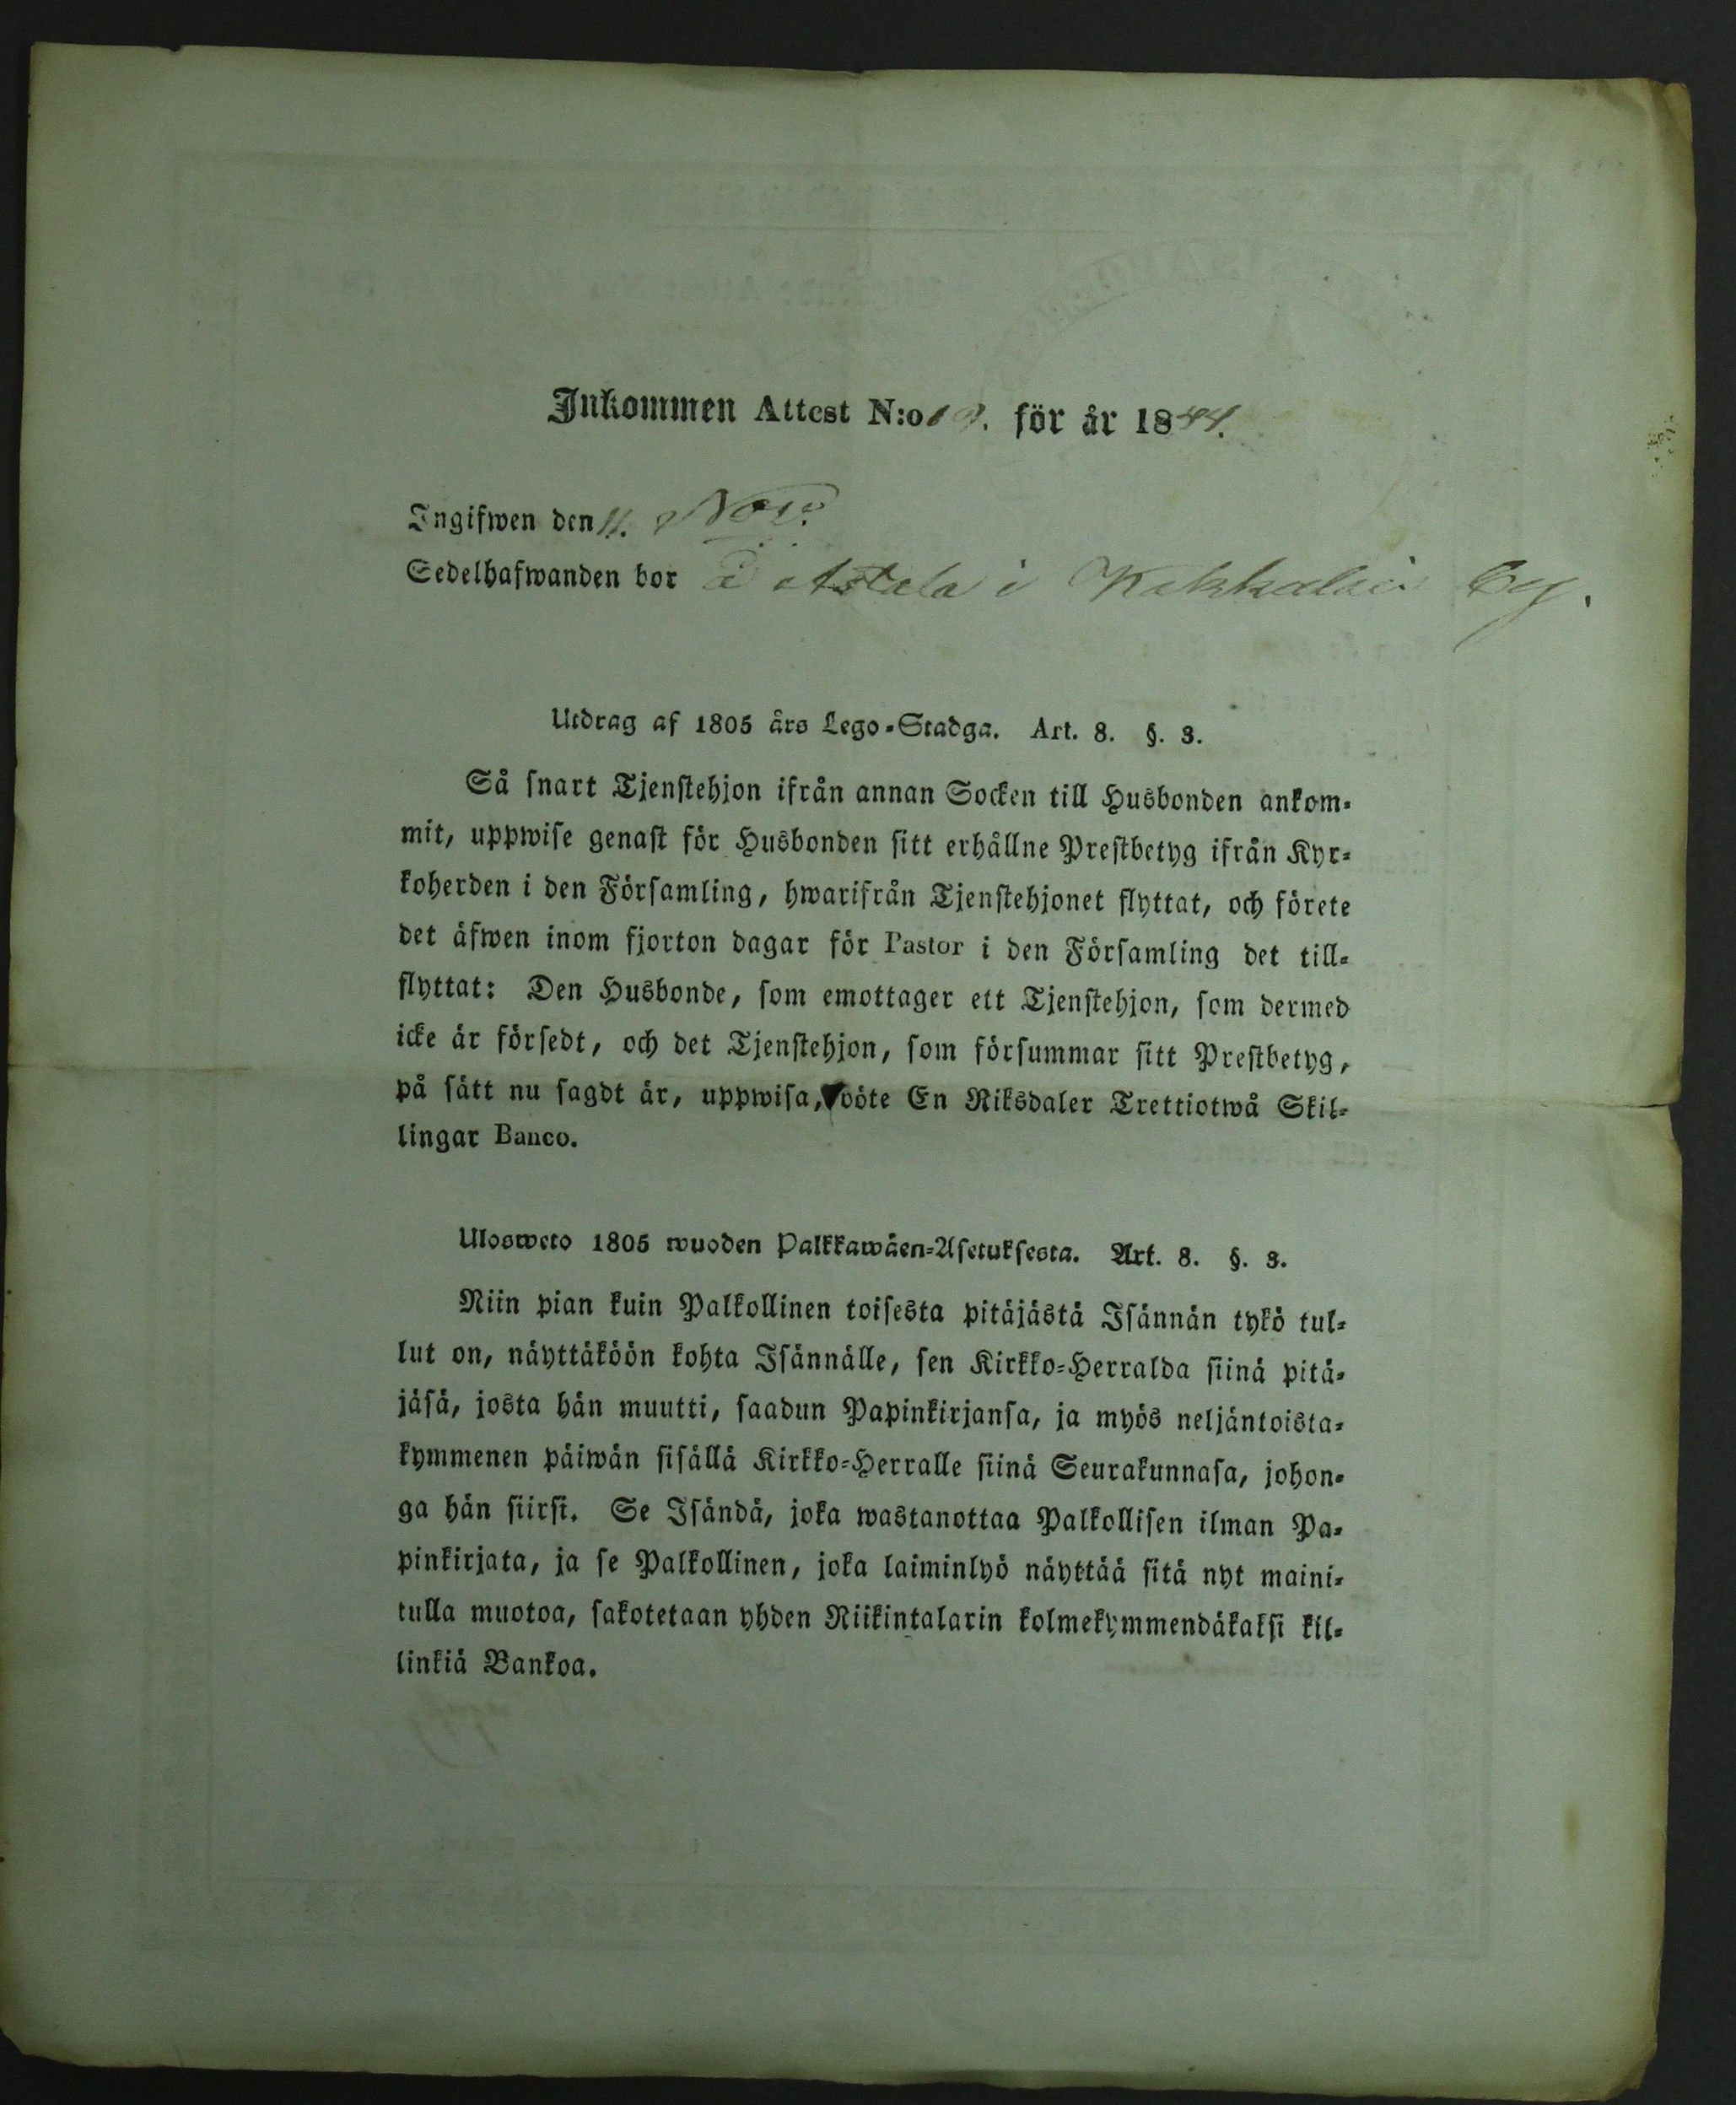 Inkommen Attest N:o 19. för år 1844.
Ingifwen den 11. Nov.
Sedelhafwanden bor å Astala i Kakkalais by.
Utdrag af 1805 års Lego-Stadga. Art. 8. §. 3.
Så snart Tjenstehjon ifrån annan Socken till Husbonden ankom-
mit, uppwise genast för Husbonden sitt erhållne Prestbetyg ifrån Kyr-
koherden i den Församling, hwarifrån Tjenstehjonet flyttat, och förete
det äfwen inom fjorton dagar för Pastor i den Församling det till-
flyttat: Den Husbonde, som emottager ett Tjenstehjon, som dermed
icke är försedt, och det Tjenstehjon, som försummar sitt Prestbetyg,
på sätt nu sagdt är, uppwisa, böte En Riksdaler Trettiotwå Skil-
lingar Banco.
Ulosweto 1805 wuoden Palkkawäen-Asetuksesta. Art. 8. §. 3.
Niin pian kuin Palkollinen toisesta pitäjästä Isännän tykö tul-
lut on, näyttäköön kohta Isännälle, sen Kirkko-Herralda siinä pitä-
jäsä, josta hän muutti, saadun Papinkirjansa, ja myös neljäntoista-
kymmenen päiwän sisällä Kirkko-Herralle siinä Seurakunnasa, johon-
ga hän siirsi. Se Isändä, joka wastanottaa Palkollisen ilman Pa-
pinkirjata, ja se Palkollinen, joka laiminlyö näyttää sitä nyt maini-
tulla muotoa, sakotetaan yhden Riikintalarin kolmekymmendäkaksi kil-
linkiä Bankoa.